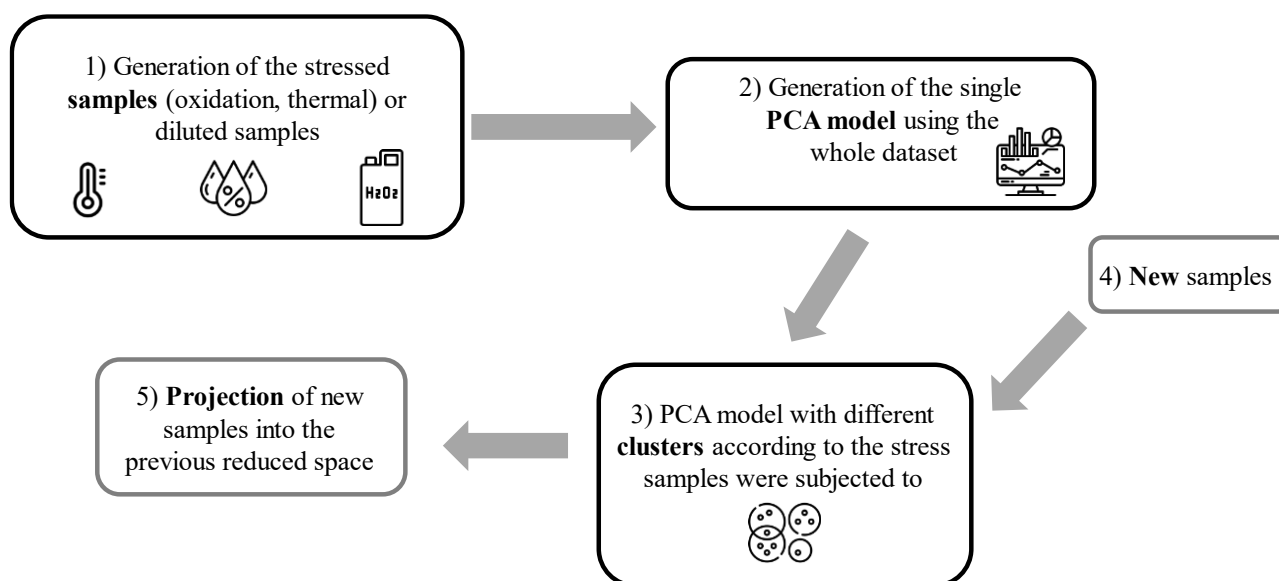 1) Generation of the stressed
samples (oxidation, thermal) or
diluted samples
H2O2
2) Generation of the single
PCA model using the
whole dataset
%
4) New samples
3) PCA model with different
clusters according to the stress
samples were subjected to
5) Projection of new
samples into the
previous reduced space